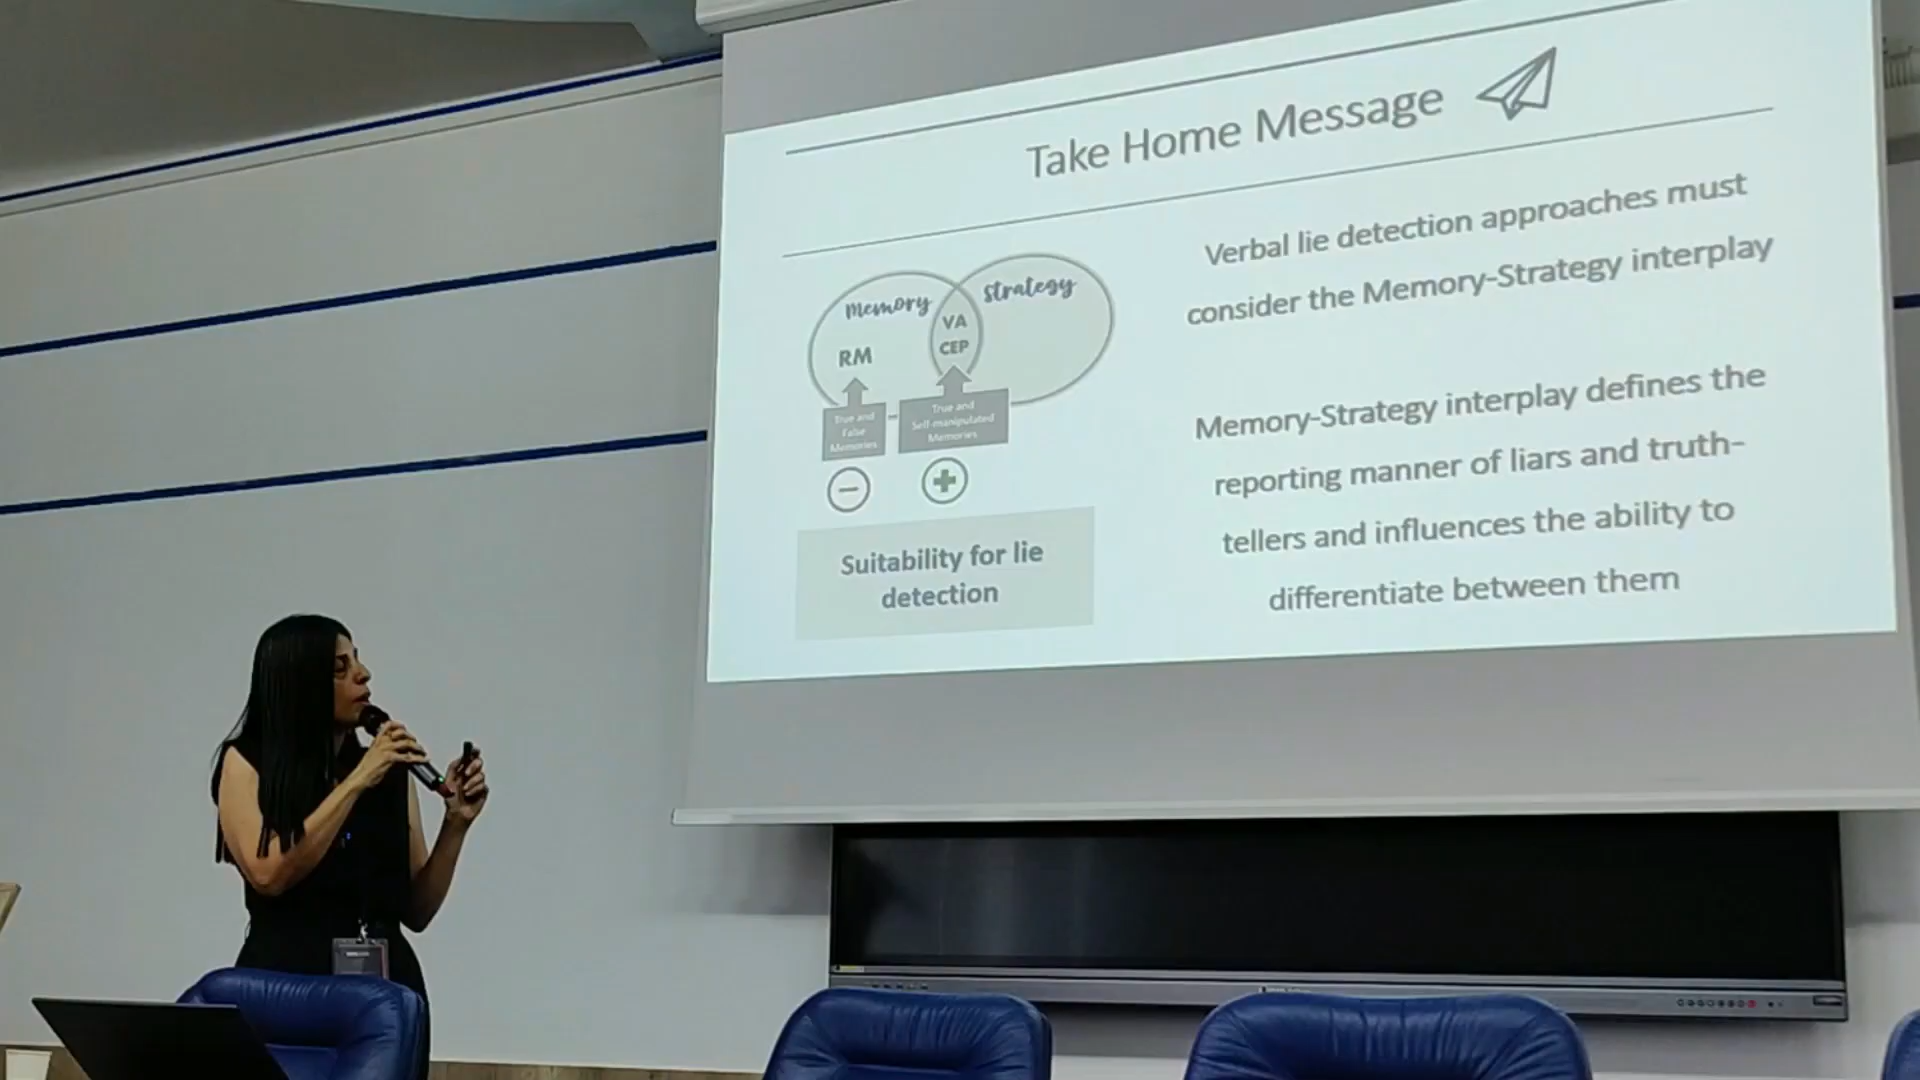 Take Home Message
Memory
Strategy
VA
CEP
RM
True and
False
Memories
True and
Self-manipulated
Memories
Suitability for lie
detection
Verbal lie detection approaches must
consider the Memory-Strategy interplay
Memory-Strategy interplay defines the
reporting manner of liars and truth-
tellers and influences the ability to
differentiate between them